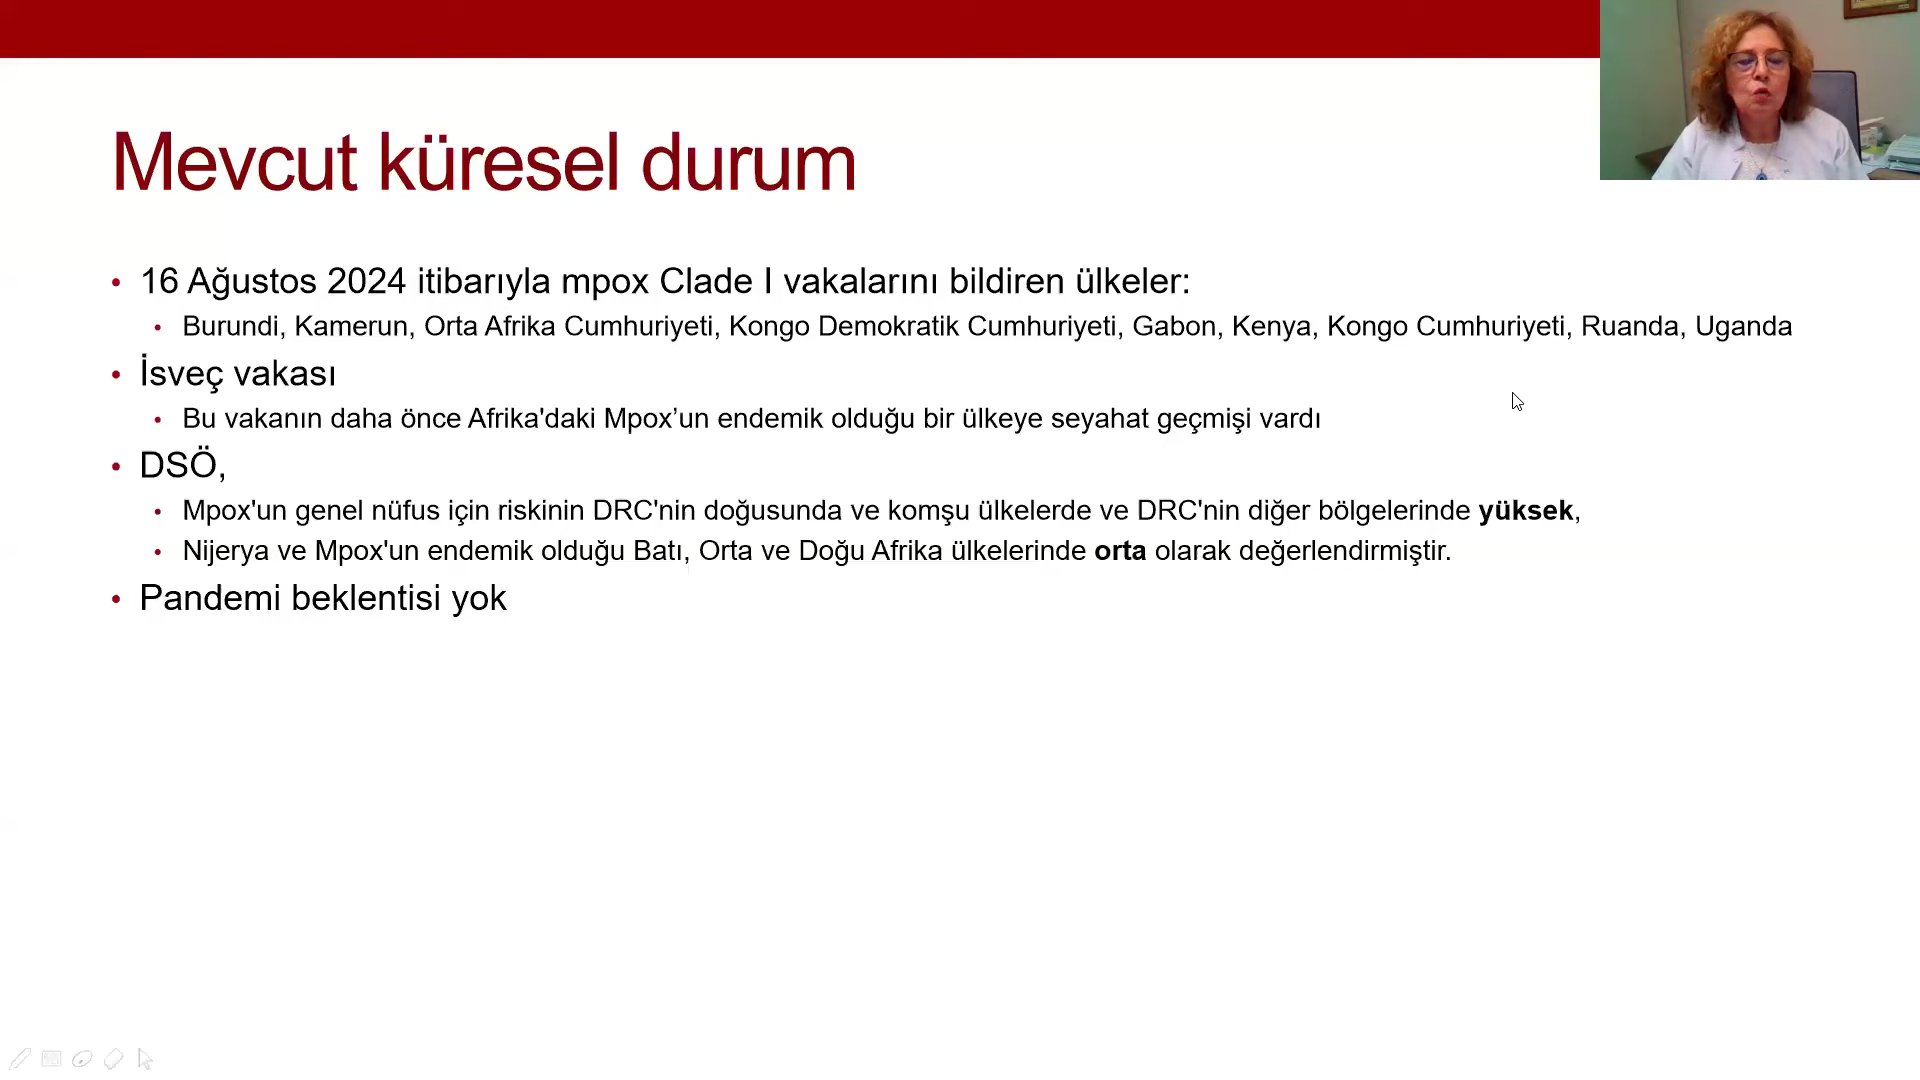 Mevcut küresel durum
• 16 Ağustos 2024 itibarıyla mpox Clade I vakalarını bildiren ülkeler:
• Burundi, Kamerun, Orta Afrika Cumhuriyeti, Kongo Demokratik Cumhuriyeti, Gabon, Kenya, Kongo Cumhuriyeti, Ruanda, Uganda
• İsveç vakası
• Bu vakanın daha önce Afrika'daki Mpox’un endemik olduğu bir ülkeye seyahat geçmişi vardı
• DSÖ,
• Mpox'un genel nüfus için riskinin DRC'nin doğusunda ve komşu ülkelerde ve DRC'nin diğer bölgelerinde yüksek,
• Nijerya ve Mpox'un endemik olduğu Batı, Orta ve Doğu Afrika ülkelerinde orta olarak değerlendirmiştir.
• Pandemi beklentisi yok